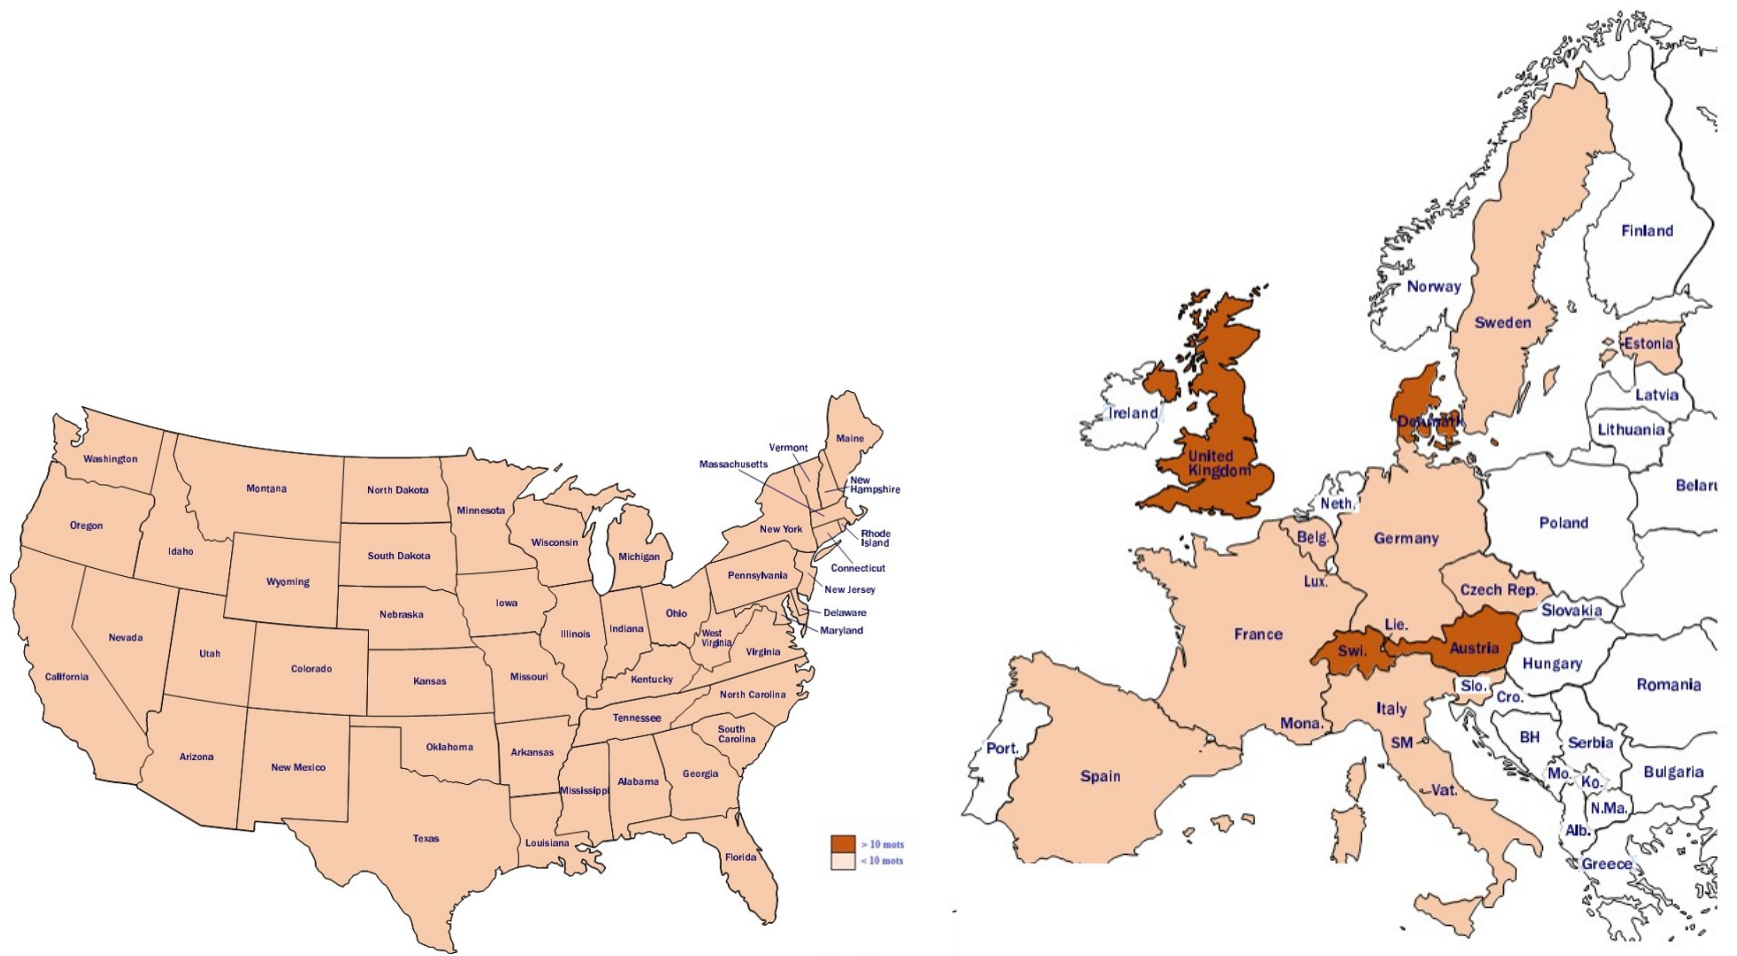 Washington
Oregon
California
Nevada
Idaho
Montana
Wyoming
Utah
Colorado
Arizona
New Mexico
North Dakota
South Dakota
Nebraska
Kansas
Oklahoma
Texas
Minnesota
Iowa
Missouri
Arkansas
Louisiana
Wisconsin
Illinois
Michigan
Indiana
Ohio
Kentucky
Tennessee
Mississippi
Alabama
Georgia
Florida
South
Carolina
North Carolina
Virginia
West
Virginia
Pennsylvania
New York
Vermont
Massachusetts
Maine
New
Hampshire
Rhode
Island
Connecticut
New Jersey
Delaware
Maryland
> 10 mots
< 10 mots
Finland
Norway
Sweden
Estonia
Latvia
Lithuania
Denmark
Ireland
United
Kingdom
Neth.
Belg.
Lux.
Germany
Poland
Belaru
Czech Rep.
Slovakia
Lie.
Swi.
Austria
Hungary
Romania
France
Slo.
Cro.
Italy
Mona.
SM
Vat.
BH
Serbia
Mo.
Ko.
Bulgaria
N.Ma.
Alb.
Greece
Port.
Spain